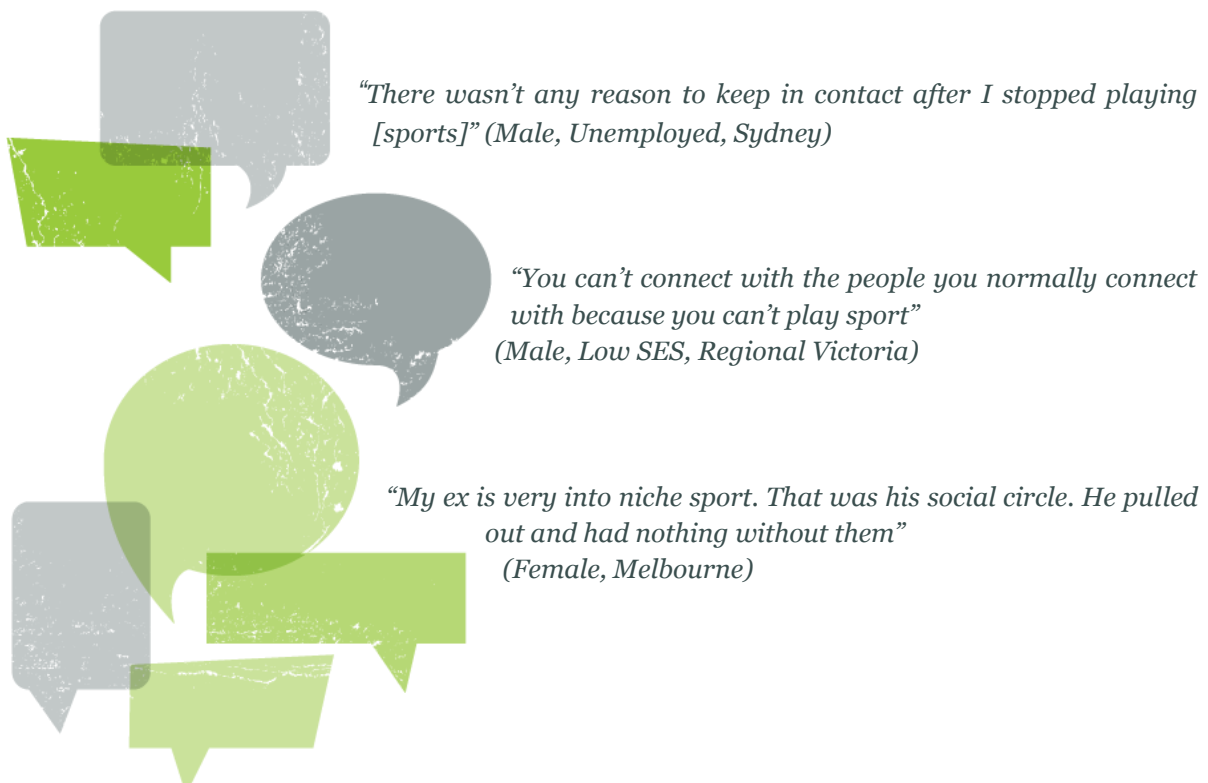 “There wasn’t any reason to keep in contact after I stopped playing
[sports]” (Male, Unemployed, Sydney)
“You can’t connect with the people you normally connect
with because you can’t play sport”
(Male, Low SES, Regional Victoria)
“My ex is very into niche sport. That was his social circle. He pulled
out and had nothing without them”
(Female, Melbourne)